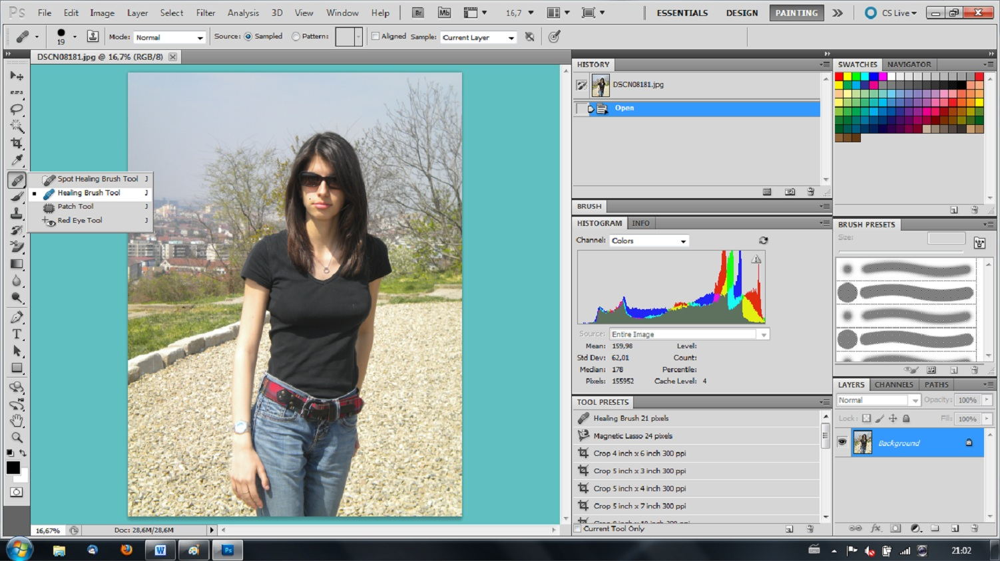 Ps File Edit Image Layer Select Filter Analysis 3D View Window Help Br Mb 16,7 ESSENTIALS DESIGN PAINTING CS Live
19 Mode: Normal Source: Sampled Pattern: Aligned Sample: Current Layer
DSCN08181.jpg @ 16,7% (RGB/8)
Spot Healing Brush Tool J
Healing Brush Tool J
Patch Tool J
Red Eye Tool J
T
16,67% Doc: 28,6M/28,6M
HISTORY
DSCN08181.jpg
Open
BRUSH
HISTOGRAM INFO
Channel: Colors
Source: Entire Image
Mean: 159,98 Level:
Std Dev: 62,01 Count:
Median: 178 Percentile:
Pixels: 155952 Cache Level: 4
TOOL PRESETS
Healing Brush 21 pixels
Magnetic Lasso 24 pixels
Crop 4 inch x 6 inch 300 ppi
Crop 5 inch x 3 inch 300 ppi
Crop 5 inch x 4 inch 300 ppi
Crop 5 inch x 7 inch 300 ppi
Current Tool Only
SWATCHES NAVIGATOR
BRUSH PRESETS
Size:
LAYERS CHANNELS PATHS
Normal Opacity: 100%
Lock: Fill: 100%
Background
fx
W Ps 21:02